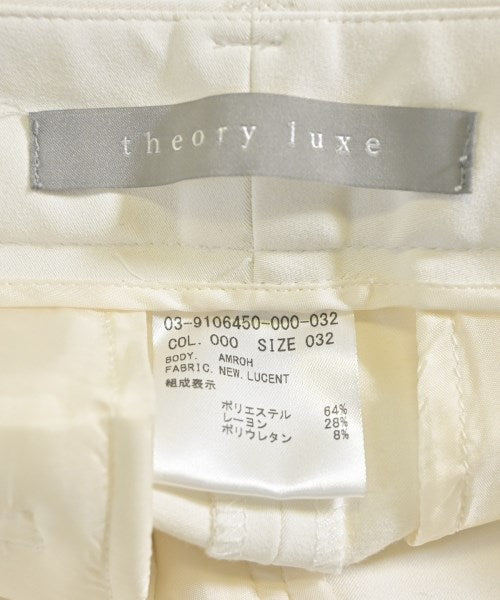 theory luxe
03-9106450-000-032
COL. 000 SIZE 032
BODY. AMROH
FABRIC. NEW. LUCENT
組成表示
ポリエステル 64%
レーヨン 28%
ポリウレタン 8%